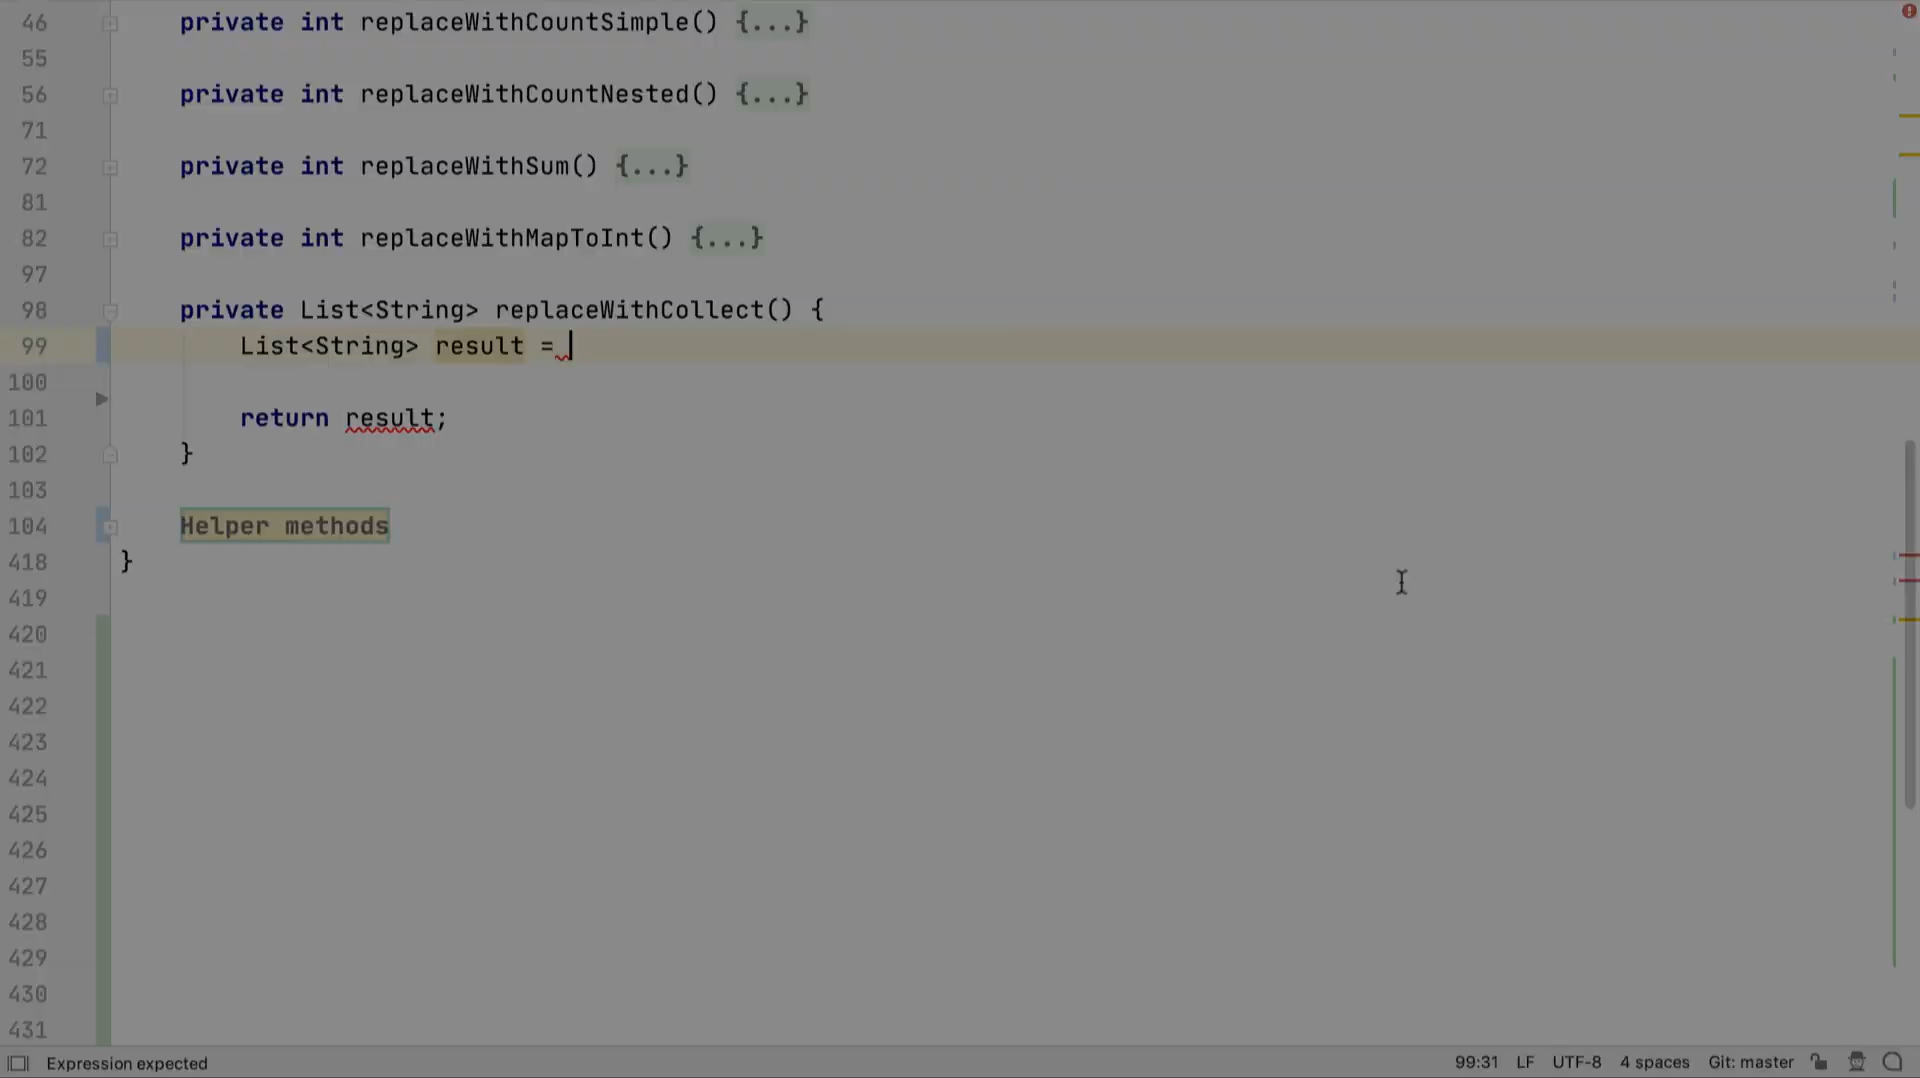 46 private int replaceWithCountSimple() {...}
55
56 private int replaceWithCountNested() {...}
71
72 private int replaceWithSum() {...}
81
82 private int replaceWithMapToInt() {...}
97
98 private List<String> replaceWithCollect() {
99 List<String> result =
100
101 return result;
102 }
103
104 Helper methods
418 }
419
420
421
422
423
424
425
426
427
428
429
430
431
Expression expected 99:31 LF UTF-8 4 spaces Git: master